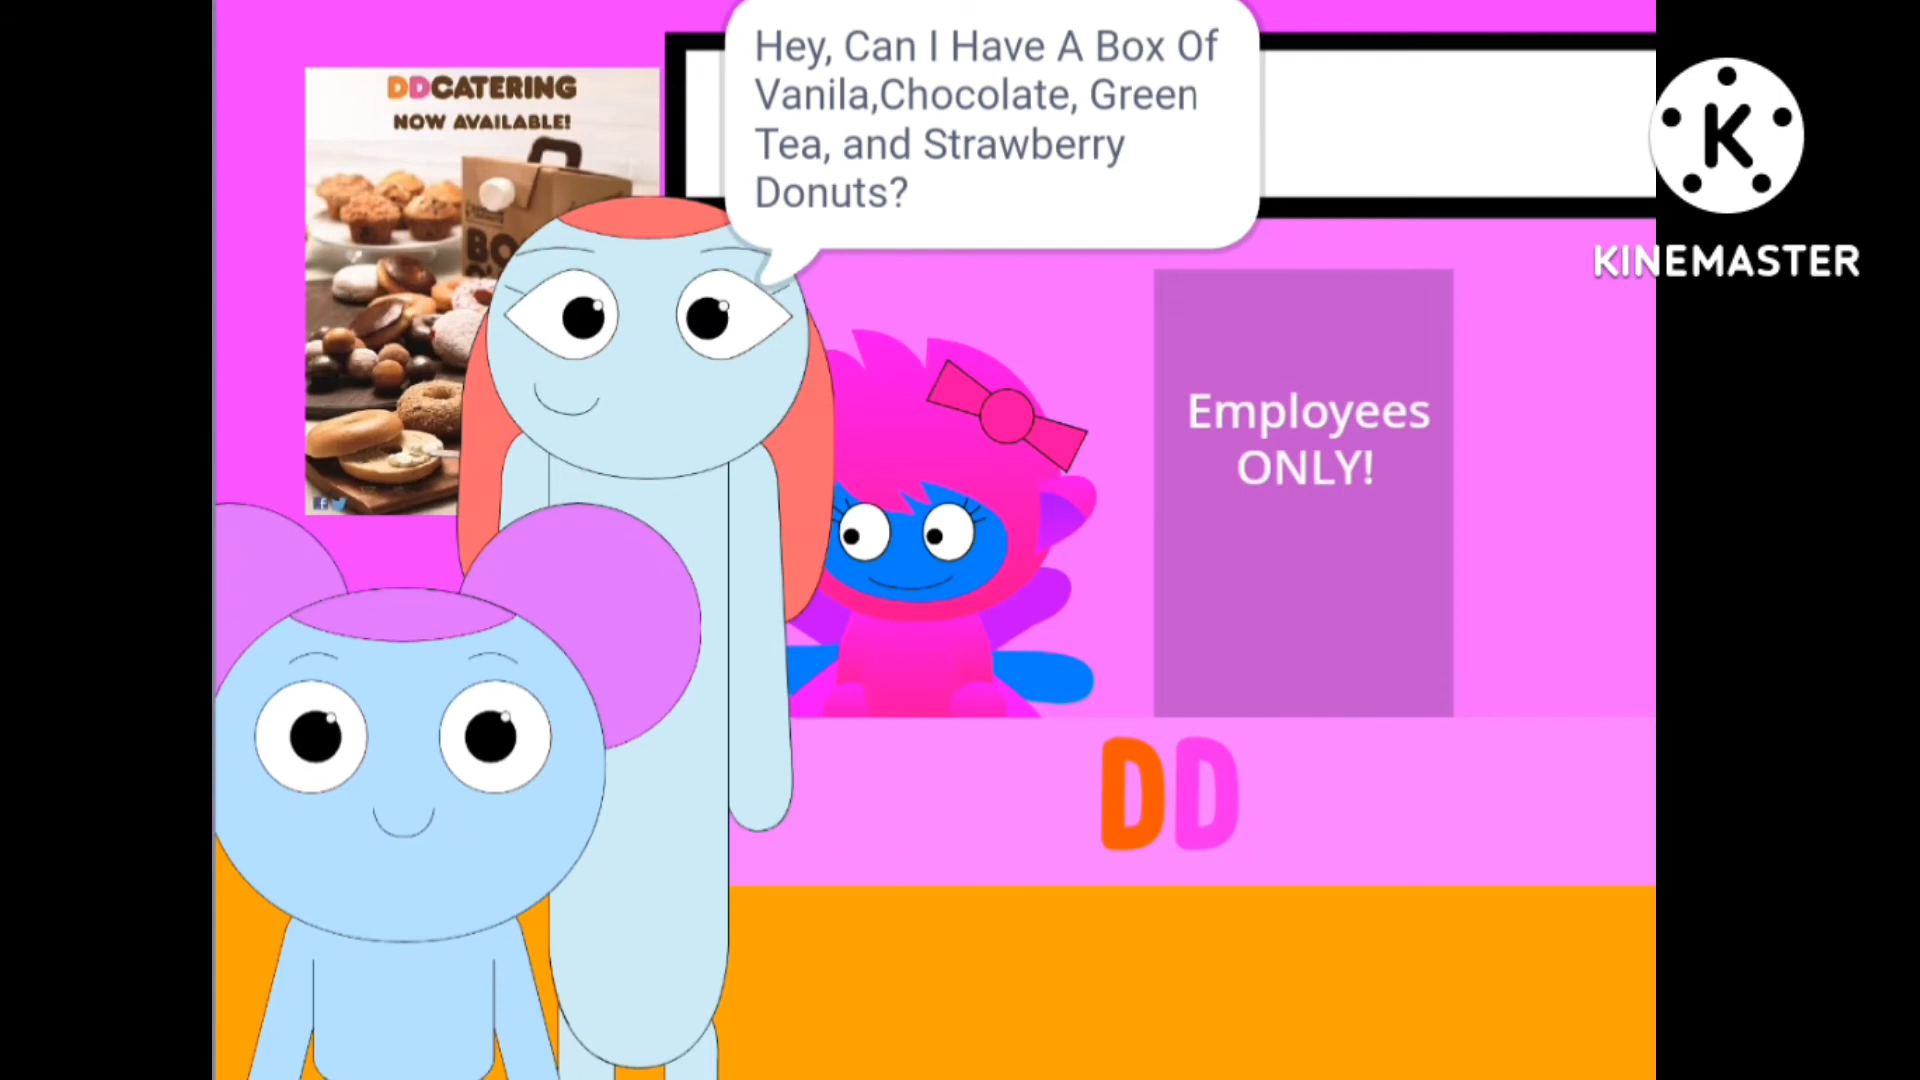 Hey, Can I Have A Box Of
Vanila,Chocolate, Green
Tea, and Strawberry
Donuts?
DDCATERING
NOW AVAILABLE!
K
KINEMASTER
BO
Employees
ONLY!
DD